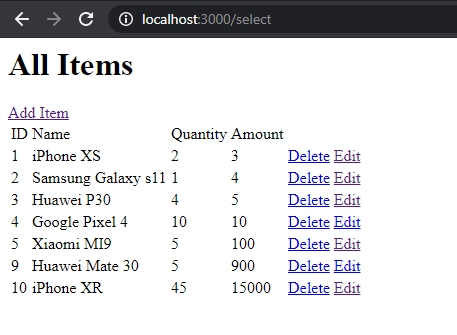 localhost:3000/select
All Items
Add Item
ID Name Quantity Amount
1 iPhone XS 2 3 Delete Edit
2 Samsung Galaxy s11 1 4 Delete Edit
3 Huawei P30 4 5 Delete Edit
4 Google Pixel 4 10 10 Delete Edit
5 Xiaomi MI9 5 100 Delete Edit
9 Huawei Mate 30 5 900 Delete Edit
10 iPhone XR 45 15000 Delete Edit